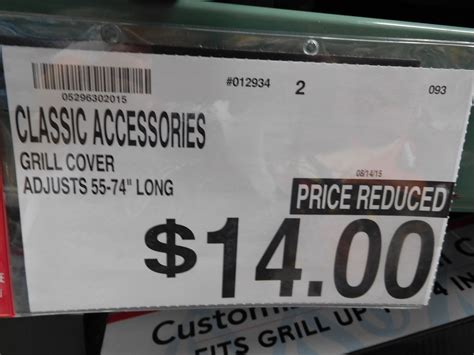 #012934 2 093
05296302015
CLASSIC ACCESSORIES
GRILL COVER
ADJUSTS 55-74" LONG
08/14/15
PRICE REDUCED
$14.00
FITS GRILL UP